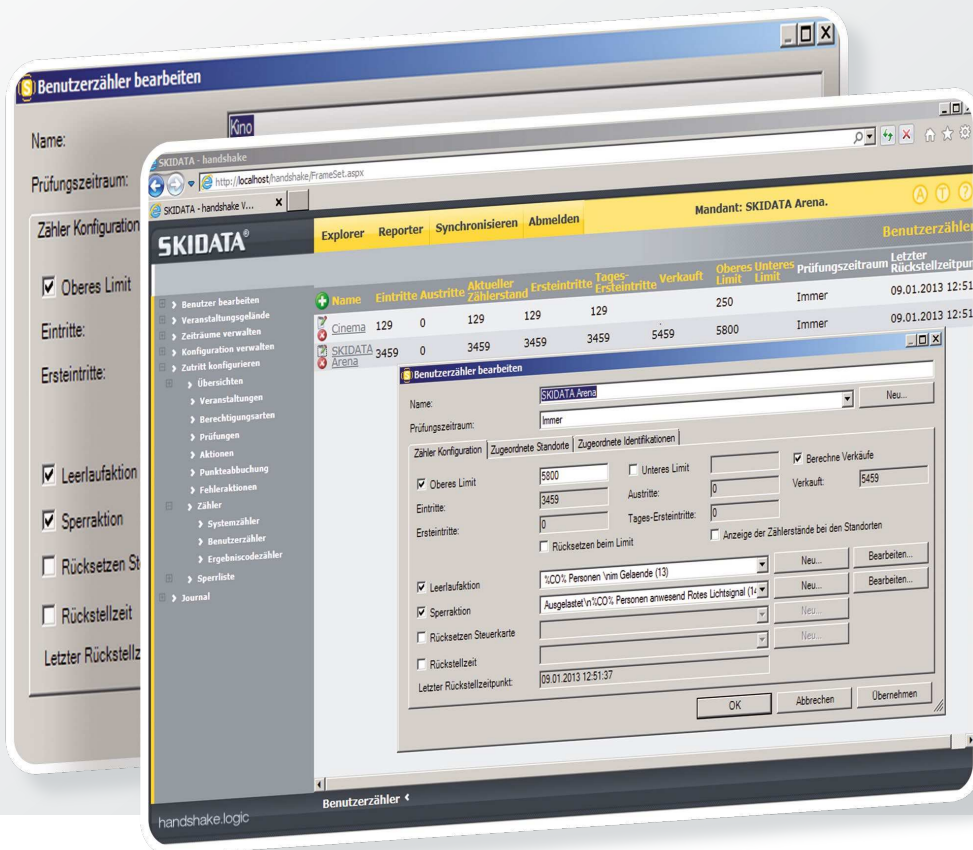 Benutzerzähler bearbeiten
Name:
Kino
Prüfungszeitraum:
Zähler Konfiguration
Oberes Limit
Eintritte:
Ersteintritte:
Leerlaufaktion
Sperraktion
Rücksetzen
Rückstellzeit
Letzter
SKIDATA - handshake
http://localhost/handshake/FrameSet.aspx
SKIDATA - handshake V... X
SKIDATA®
Explorer Reporter Synchronisieren Abmelden
Mandant: SKIDATA Arena.
A T ?
Benutzerzähler
Benutzer bearbeiten
Veranstaltungsgelände
Zeiträume verwalten
Konfiguration verwalten
Zutritt konfigurieren
Übersichten
Veranstaltungen
Berechtigungsarten
Prüfungen
Aktionen
Punkteabbuchung
Fehleraktionen
Zähler
Systemzähler
Benutzerzähler
Ergebniscodezähler
Sperrliste
Journal
Name Eintritte Austritte Aktueller Zählerstand Ersteintritte Tages-Ersteintritte Verkauft Oberes Limit Unteres Limit Prüfungszeitraum Letzter
Cinema 129 0 129 129 129 250 Immer 09.01.2013 12:51
SKIDATA Arena 3459 0 3459 3459 3459 5459 5800 Immer 09.01.2013 12:51
Benutzerzähler bearbeiten
Name: SKIDATA Arena
Prüfungszeitraum: Immer Neu...
Zähler Konfiguration Zugeordnete Standorte Zugeordnete Identifikationen
Oberes Limit 5800 Unteres Limit Berechne Verkäufe
Eintritte: 3459 Austritte: 0 Verkauft: 5459
Ersteintritte: 0 Tages-Ersteintritte: 0
Rücksetzen beim Limit Anzeige der Zählerstände bei den Standorten
Leerlaufaktion %CO% Personen \nim Gelaende (13) Neu... Bearbeiten...
Sperraktion Ausgelastet\n%CO% Personen anwesend Rotes Lichtsignal Neu... Bearbeiten...
Rücksetzen Steuerkarte Neu...
Rückstellzeit Neu...
Letzter Rückstellzeitpunkt: 09.01.2013 12:51:37
OK Abbrechen Übernehmen
Benutzerzähler
handshake.logic